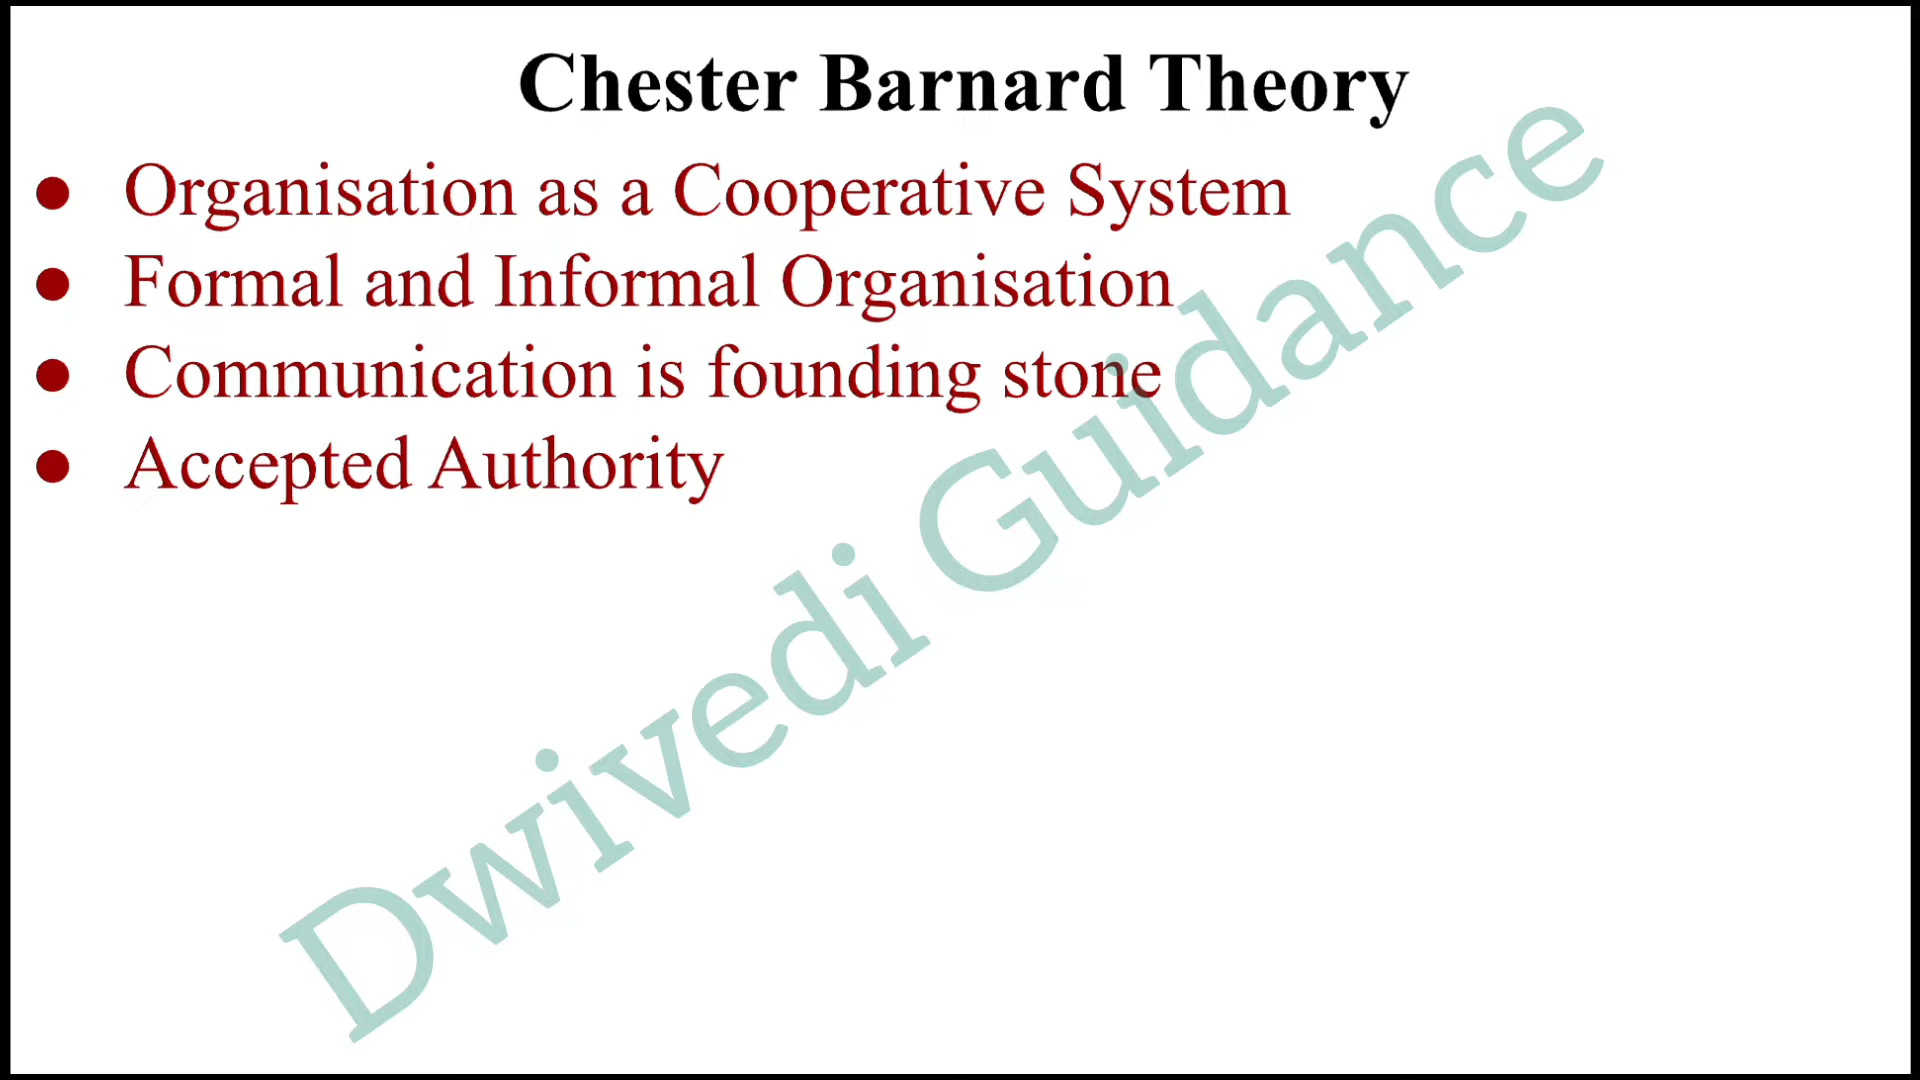 Chester Barnard Theory
● Organisation as a Cooperative System
● Formal and Informal Organisation
● Communication is founding stone
● Accepted Authority
Dwivedi Guidance